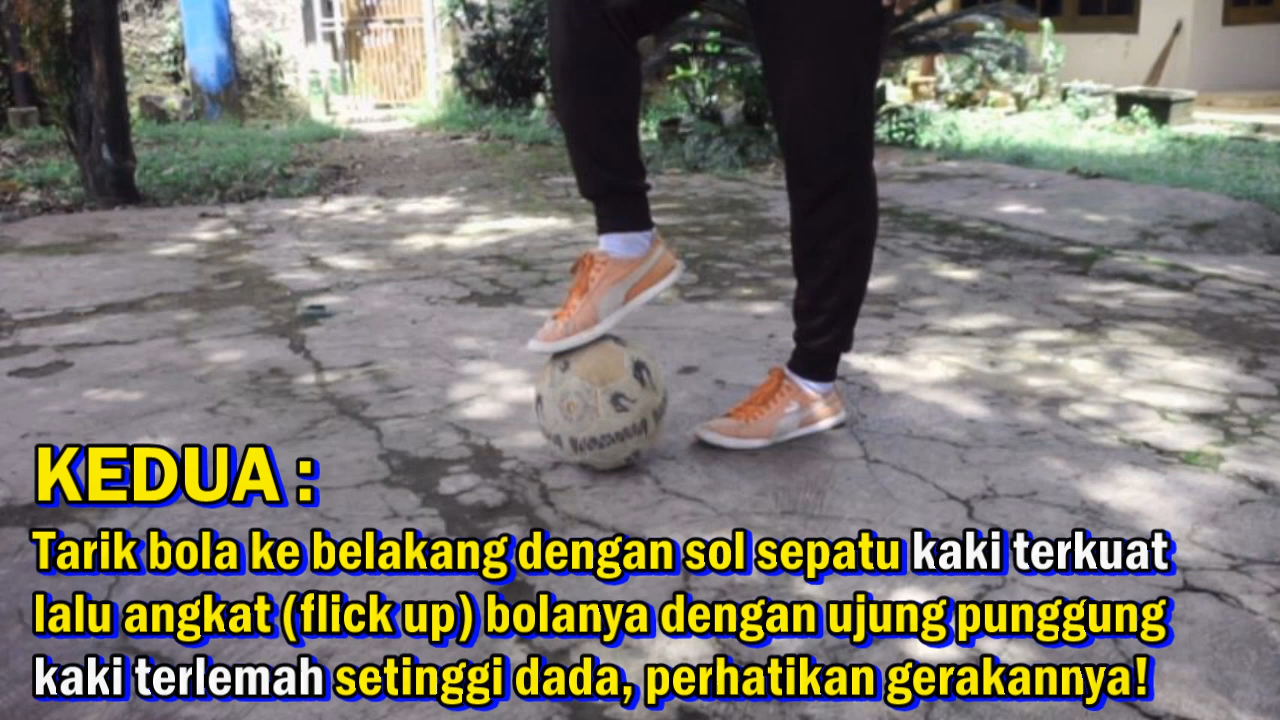 KEDUA :
Tarik bola ke belakang dengan sol sepatu kaki terkuat
lalu angkat (flick up) bolanya dengan ujung punggung
kaki terlemah setinggi dada, perhatikan gerakannya!